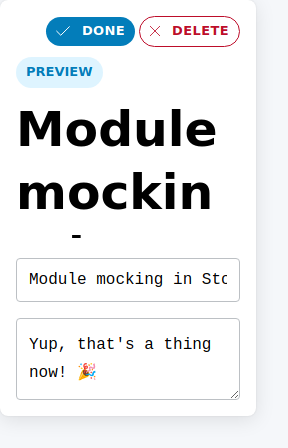 DONE
DELETE
PREVIEW
Module
mockin
Module mocking in Sto
Yup, that's a thing
now! 🎉